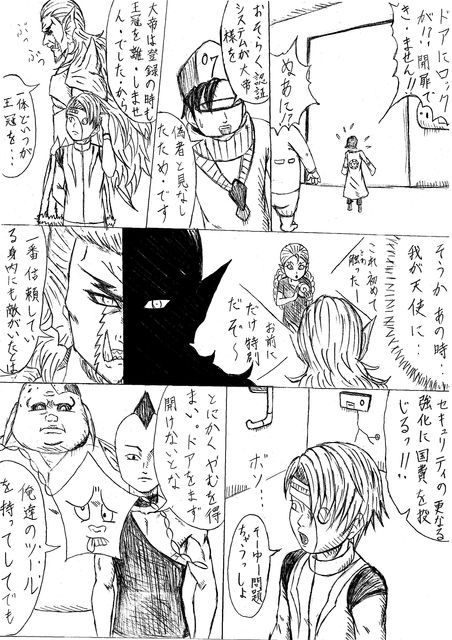 ドアにロック
が!?開扉で
き・ません!!
ぬあに!?
おそらく認証
システムが大帝
様を
07
偽者と見なし
たため・です
大帝は登録の時も
王冠を離・しませ
ん・でした・から
ぶつ
ぶつ
一体どいつが
王冠を・・・
そうか あの時・・
我が天使に・・
これ初めて
触ったー
お前に
だけ特別
だぞ〜
一番信頼してい
る身内にも敵がいたとは
セキュリティの更なる
強化に国費を投
じるっ!!・
ボソ・・・
そーゆー問題
ちゃうっしょ
とにかくやむを得
まい。ドアをまず
開けないとな
俺達のツール
を持ってしてでも